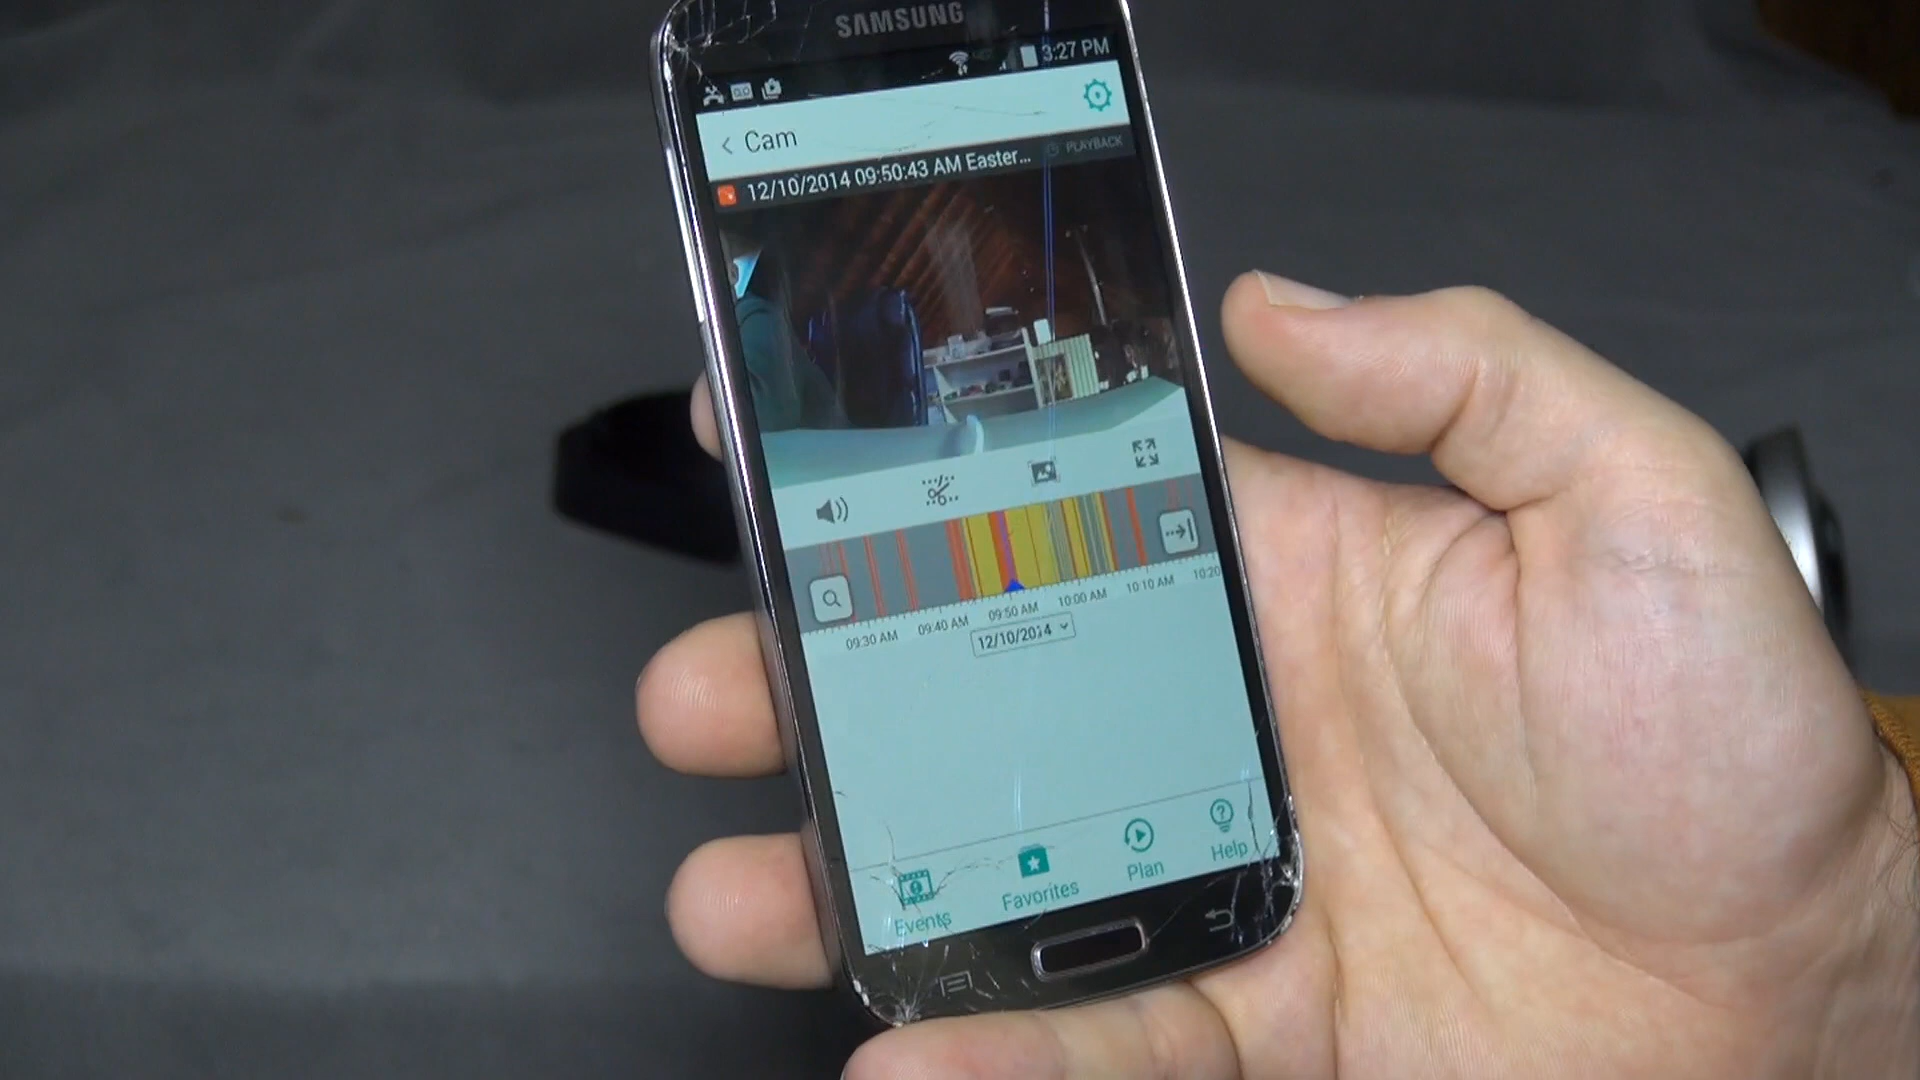 SAMSUNG
3:27 PM
Cam
12/10/2014 09:50:43 AM Easter...
PLAYBACK
09:30 AM 09:40 AM 09:50 AM 10:00 AM 10:10 AM 10:20
12/10/2014
Events Favorites Plan Help